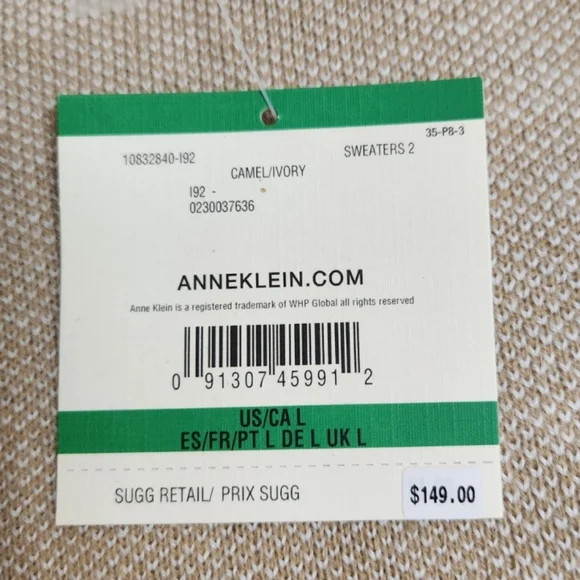 35-P8-3
10832840-I92 SWEATERS 2
CAMEL/IVORY
I92 -
0230037636
ANNEKLEIN.COM
Anne Klein is a registered trademark of WHP Global all rights reserved
0 91307 45991 2
US/CA L
ES/FR/PT L DE L UK L
SUGG RETAIL/ PRIX SUGG $149.00